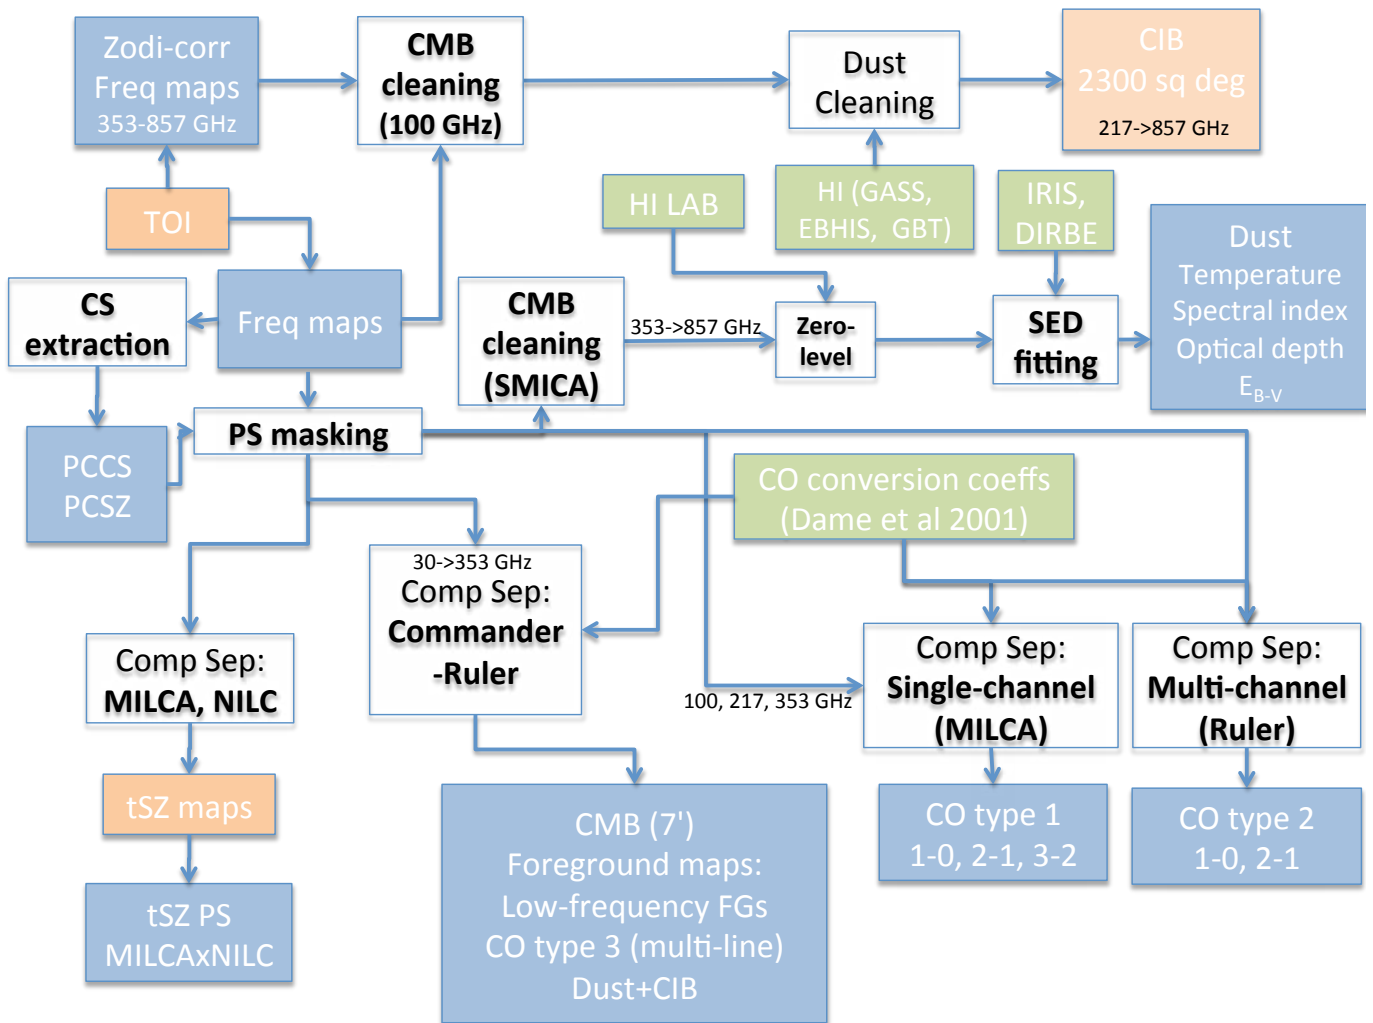 Zodi-corr
Freq maps
353-857 GHz
CMB
cleaning
(100 GHz)
Dust
Cleaning
CIB
2300 sq deg
217->857 GHz
TOI
HI LAB
HI (GASS,
EBHIS, GBT)
IRIS,
DIRBE
Dust
Temperature
Spectral index
Optical depth
E_B-V
CS
extraction
Freq maps
CMB
cleaning
(SMICA)
353->857 GHz
Zero-
level
SED
fitting
PS masking
PCCS
PCSZ
CO conversion coeffs
(Dame et al 2001)
30->353 GHz
Comp Sep:
Commander
-Ruler
Comp Sep:
MILCA, NILC
100, 217, 353 GHz
Comp Sep:
Single-channel
(MILCA)
Comp Sep:
Multi-channel
(Ruler)
tSZ maps
CMB (7')
Foreground maps:
Low-frequency FGs
CO type 3 (multi-line)
Dust+CIB
CO type 1
1-0, 2-1, 3-2
CO type 2
1-0, 2-1
tSZ PS
MILCAxNILC